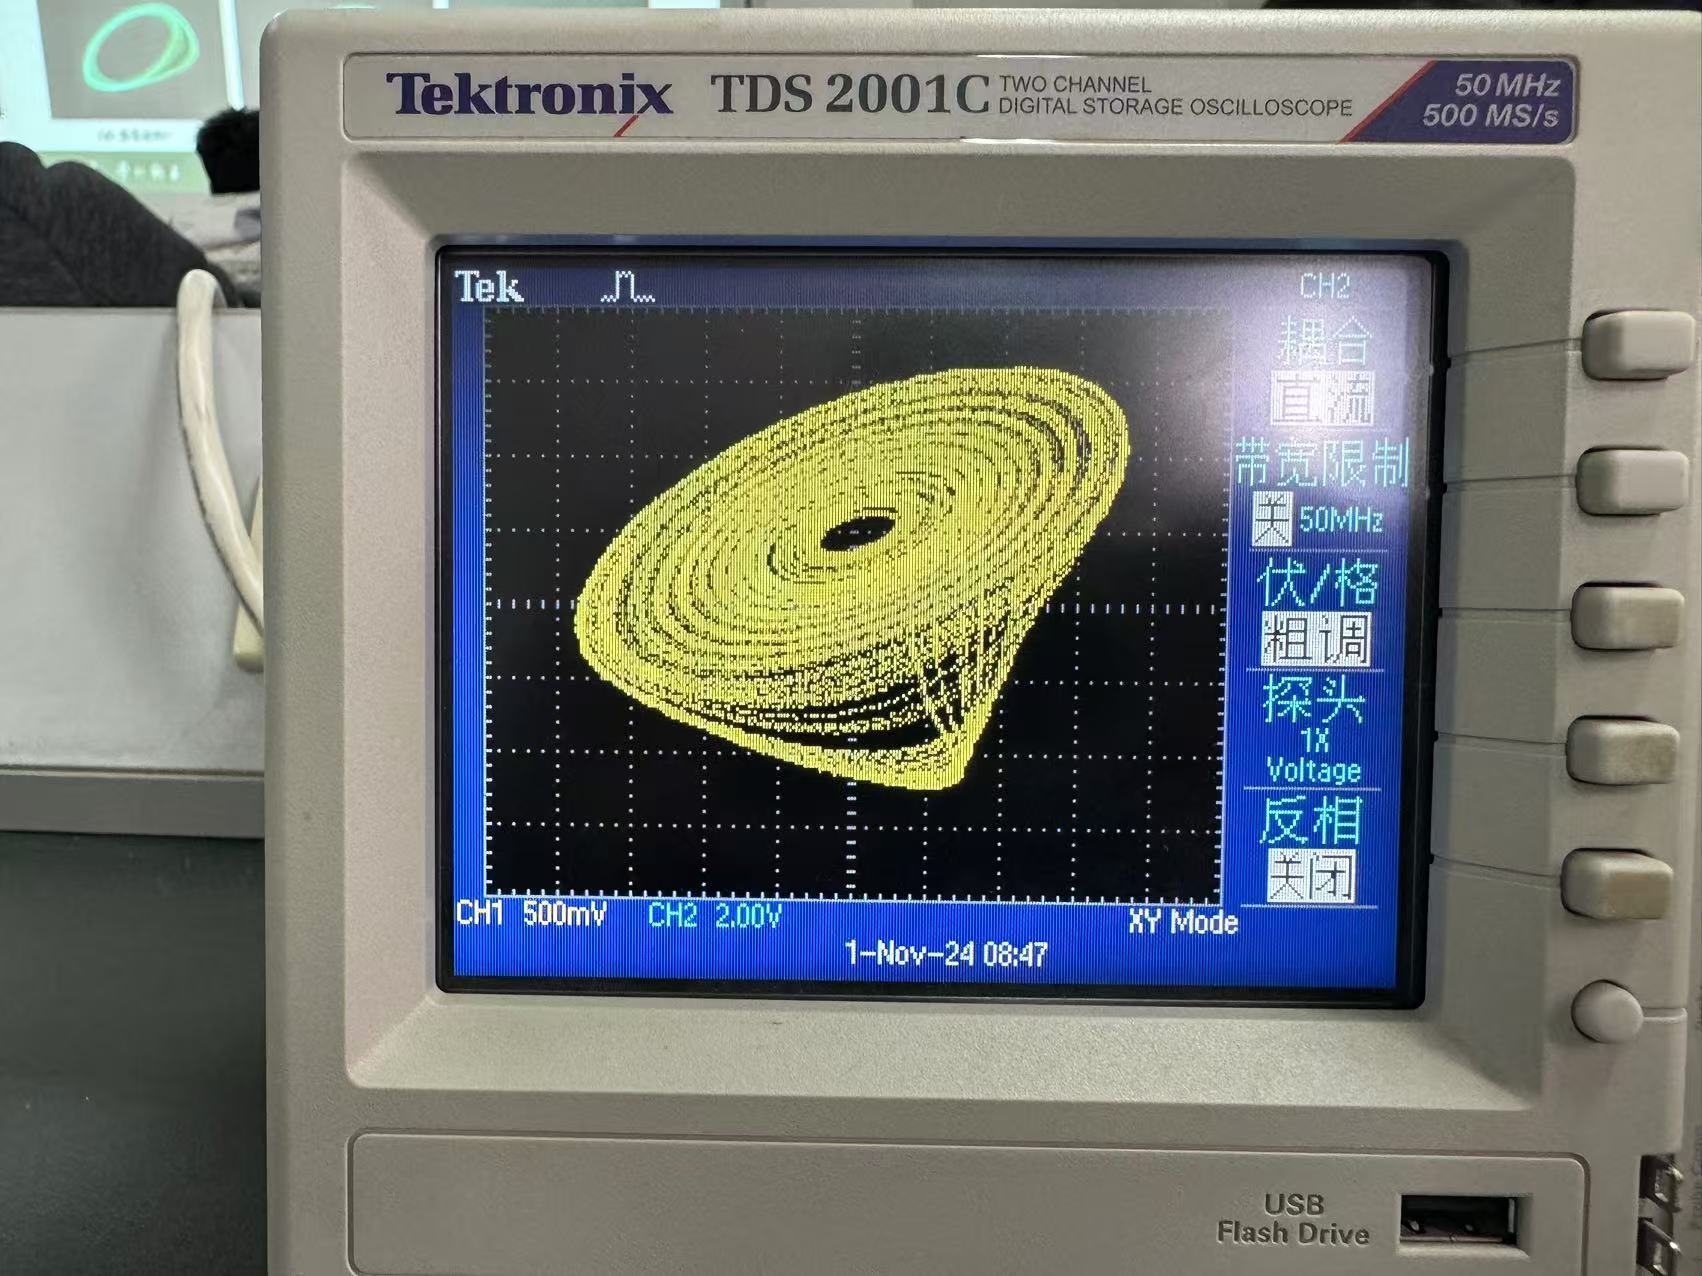 Tektronix TDS 2001C TWO CHANNEL
DIGITAL STORAGE OSCILLOSCOPE
50 MHz
500 MS/s
Tek
CH2
耦合
直流
带宽限制
关 50MHz
伏/格
粗调
探头
1X
Voltage
反相
关闭
CH1 500mV CH2 2.00V XY Mode
1-Nov-24 08:47
USB
Flash Drive